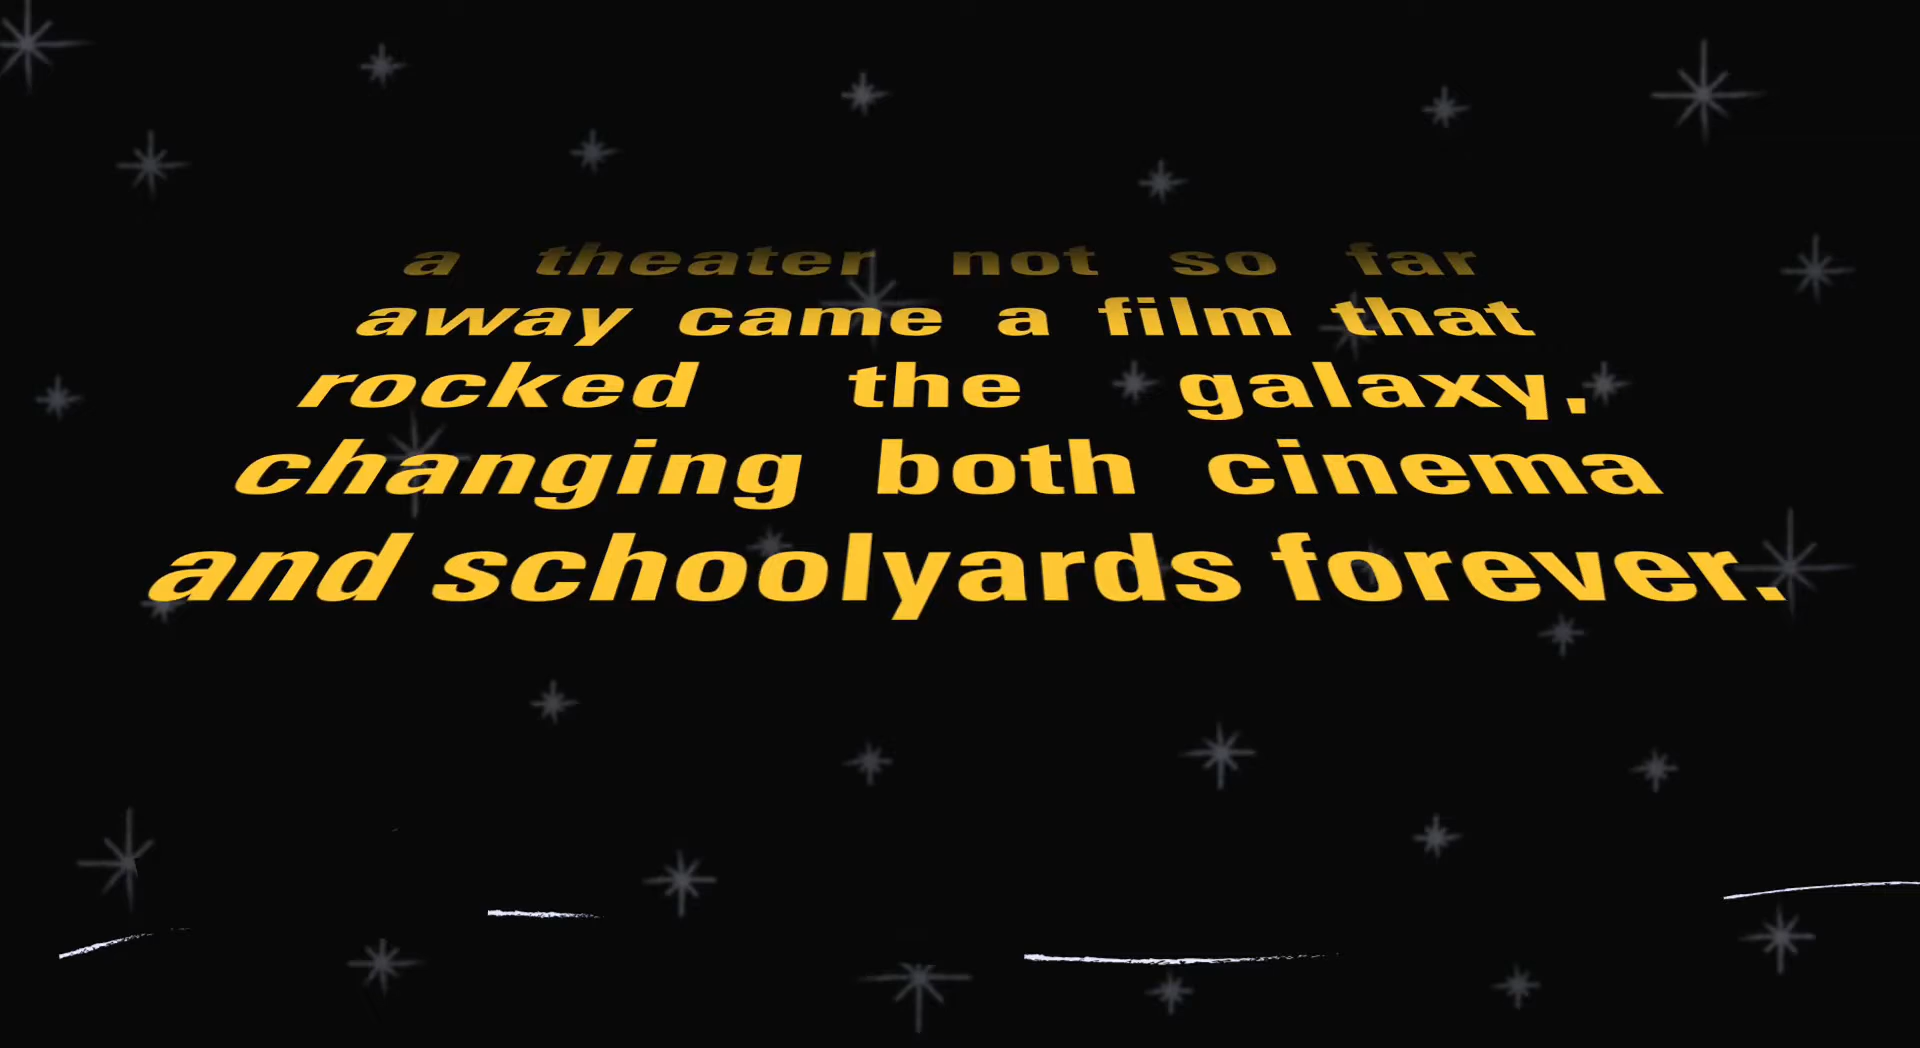 a theater not so far
away came a film that
rocked the galaxy,
changing both cinema
and schoolyards forever.